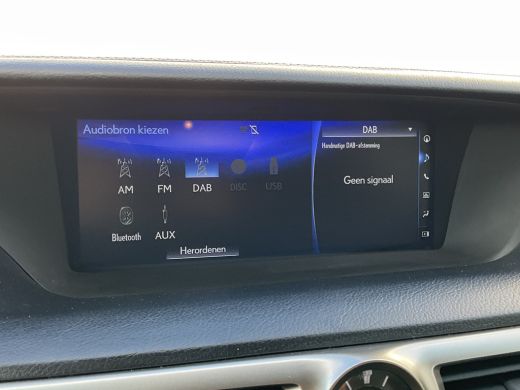 Audiobron kiezen
DAB
Handmatige DAB-afstemming
AM
FM
DAB
DISC
USB
Geen signaal
Bluetooth
AUX
Herordenen